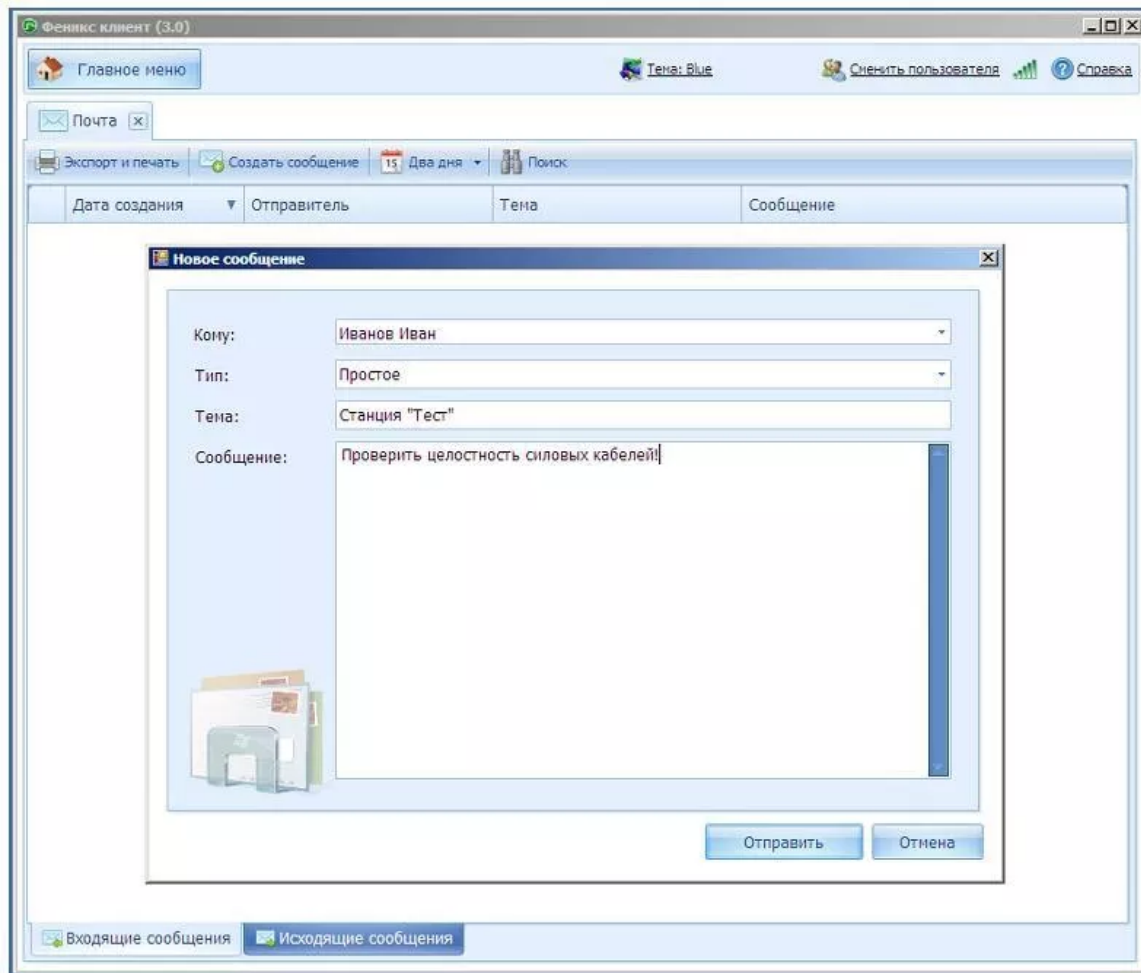 Феникс клиент (3.0)
Главное меню
Тема: Blue
Сменить пользователя
Справка
Почта
Экспорт и печать
Создать сообщение
15
Два дня
Поиск
Дата создания
Отправитель
Тема
Сообщение
Новое сообщение
Кому:
Иванов Иван
Тип:
Простое
Тема:
Станция "Тест"
Сообщение:
Проверить целостность силовых кабелей!
Отправить
Отмена
Входящие сообщения
Исходящие сообщения